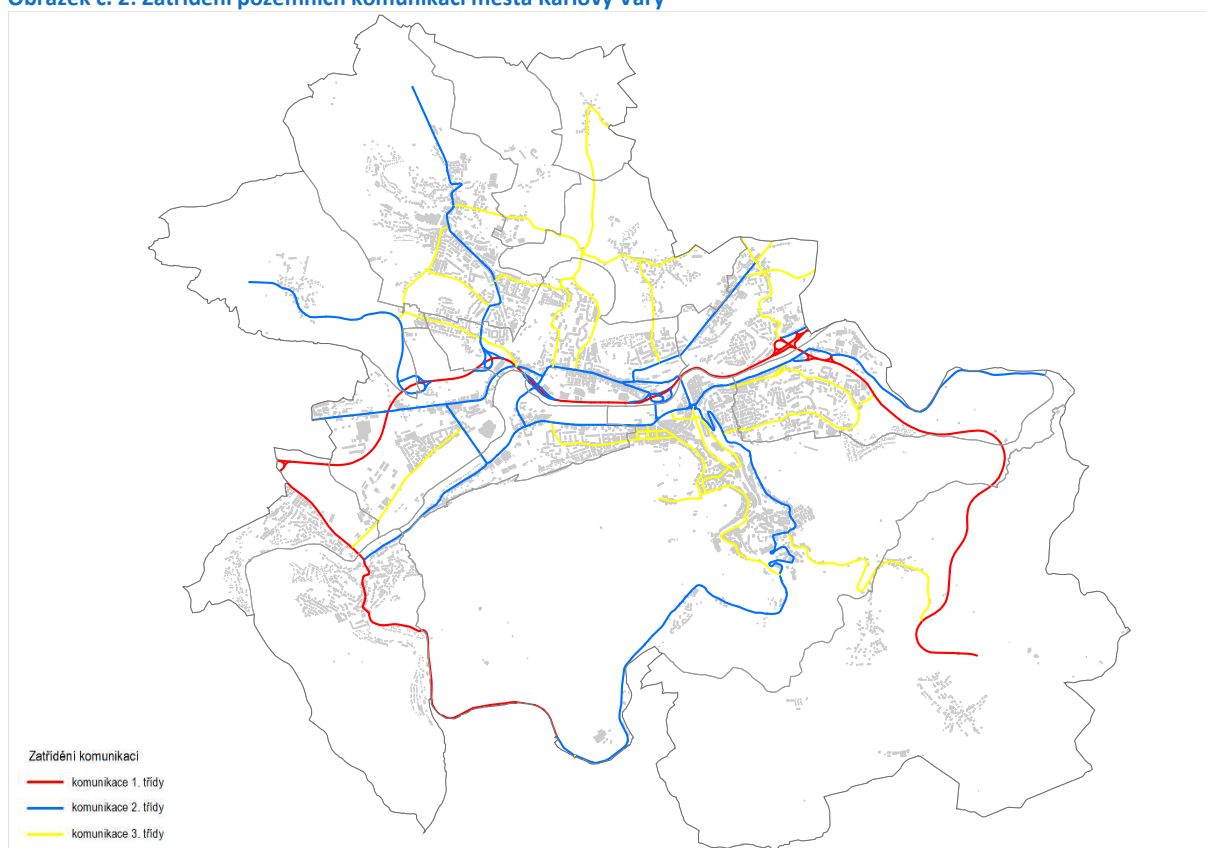 Obrázek č. 2: Zatřídění pozemních komunikací města Karlovy Vary
Zatřídění komunikací
komunikace 1. třídy
komunikace 2. třídy
komunikace 3. třídy